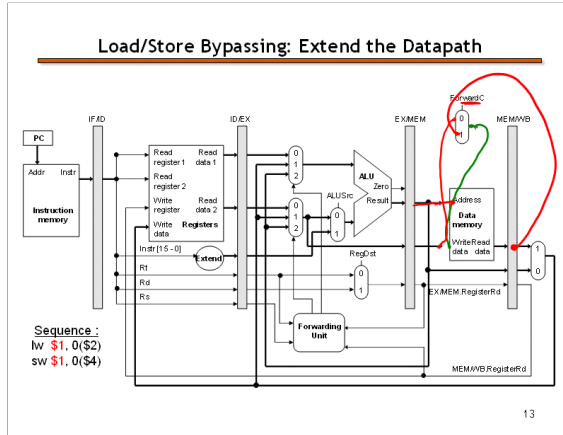 Load/Store Bypassing: Extend the Datapath
ForwardC
0
1
IF/ID
ID/EX
EX/MEM
MEM/WB
PC
Addr Instr
Instruction
memory
Read
register 1
Read
data 1
Read
register 2
Write
register
Read
data 2
Write
data
Registers
0
1
2
0
1
2
ALUSrc
0
1
ALU
Zero
Result
Address
Data
memory
Write
data
Read
data
1
0
Instr [15 - 0]
Extend
RegDst
Rt
Rd
Rs
0
1
EX/MEM.RegisterRd
Forwarding
Unit
MEM/WB.RegisterRd
Sequence :
lw $1, 0($2)
sw $1, 0($4)
13